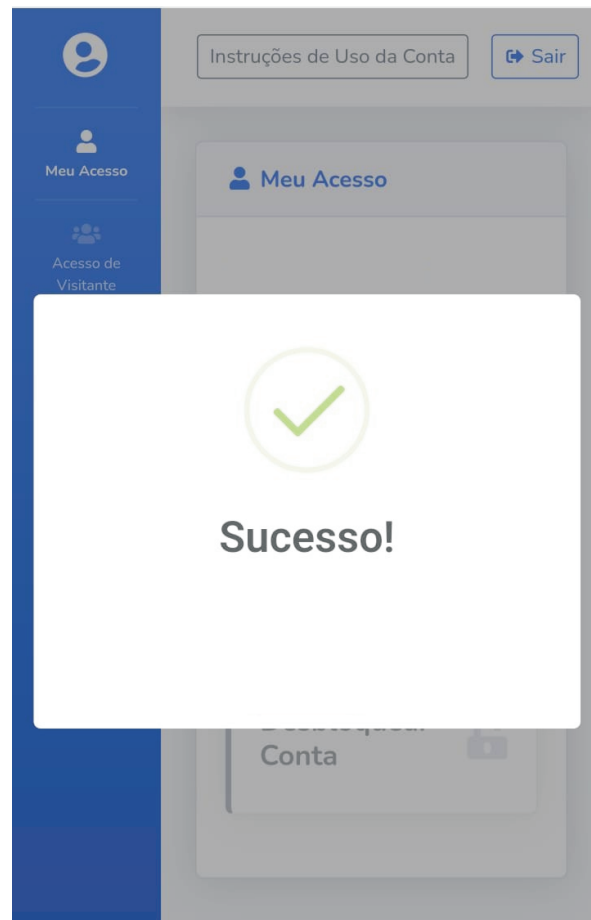 Instruções de Uso da Conta
Sair
Meu Acesso
Meu Acesso
Acesso de
Visitante
Sucesso!
Conta